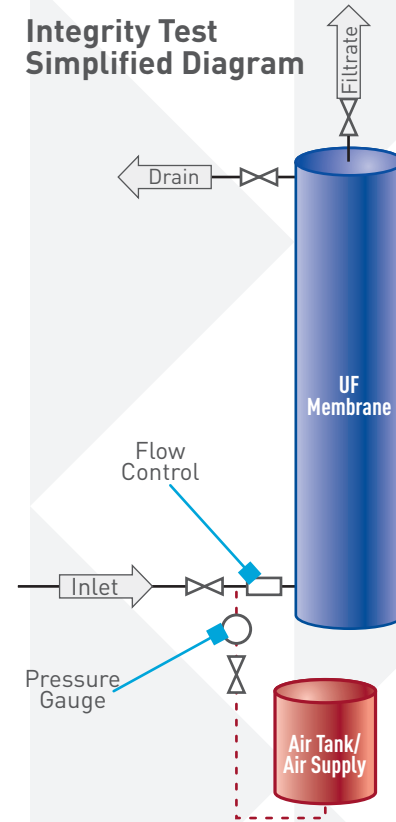 Integrity Test
Simplified Diagram
Filtrate
Drain
UF
Membrane
Flow
Control
Inlet
Pressure
Gauge
Air Tank/
Air Supply